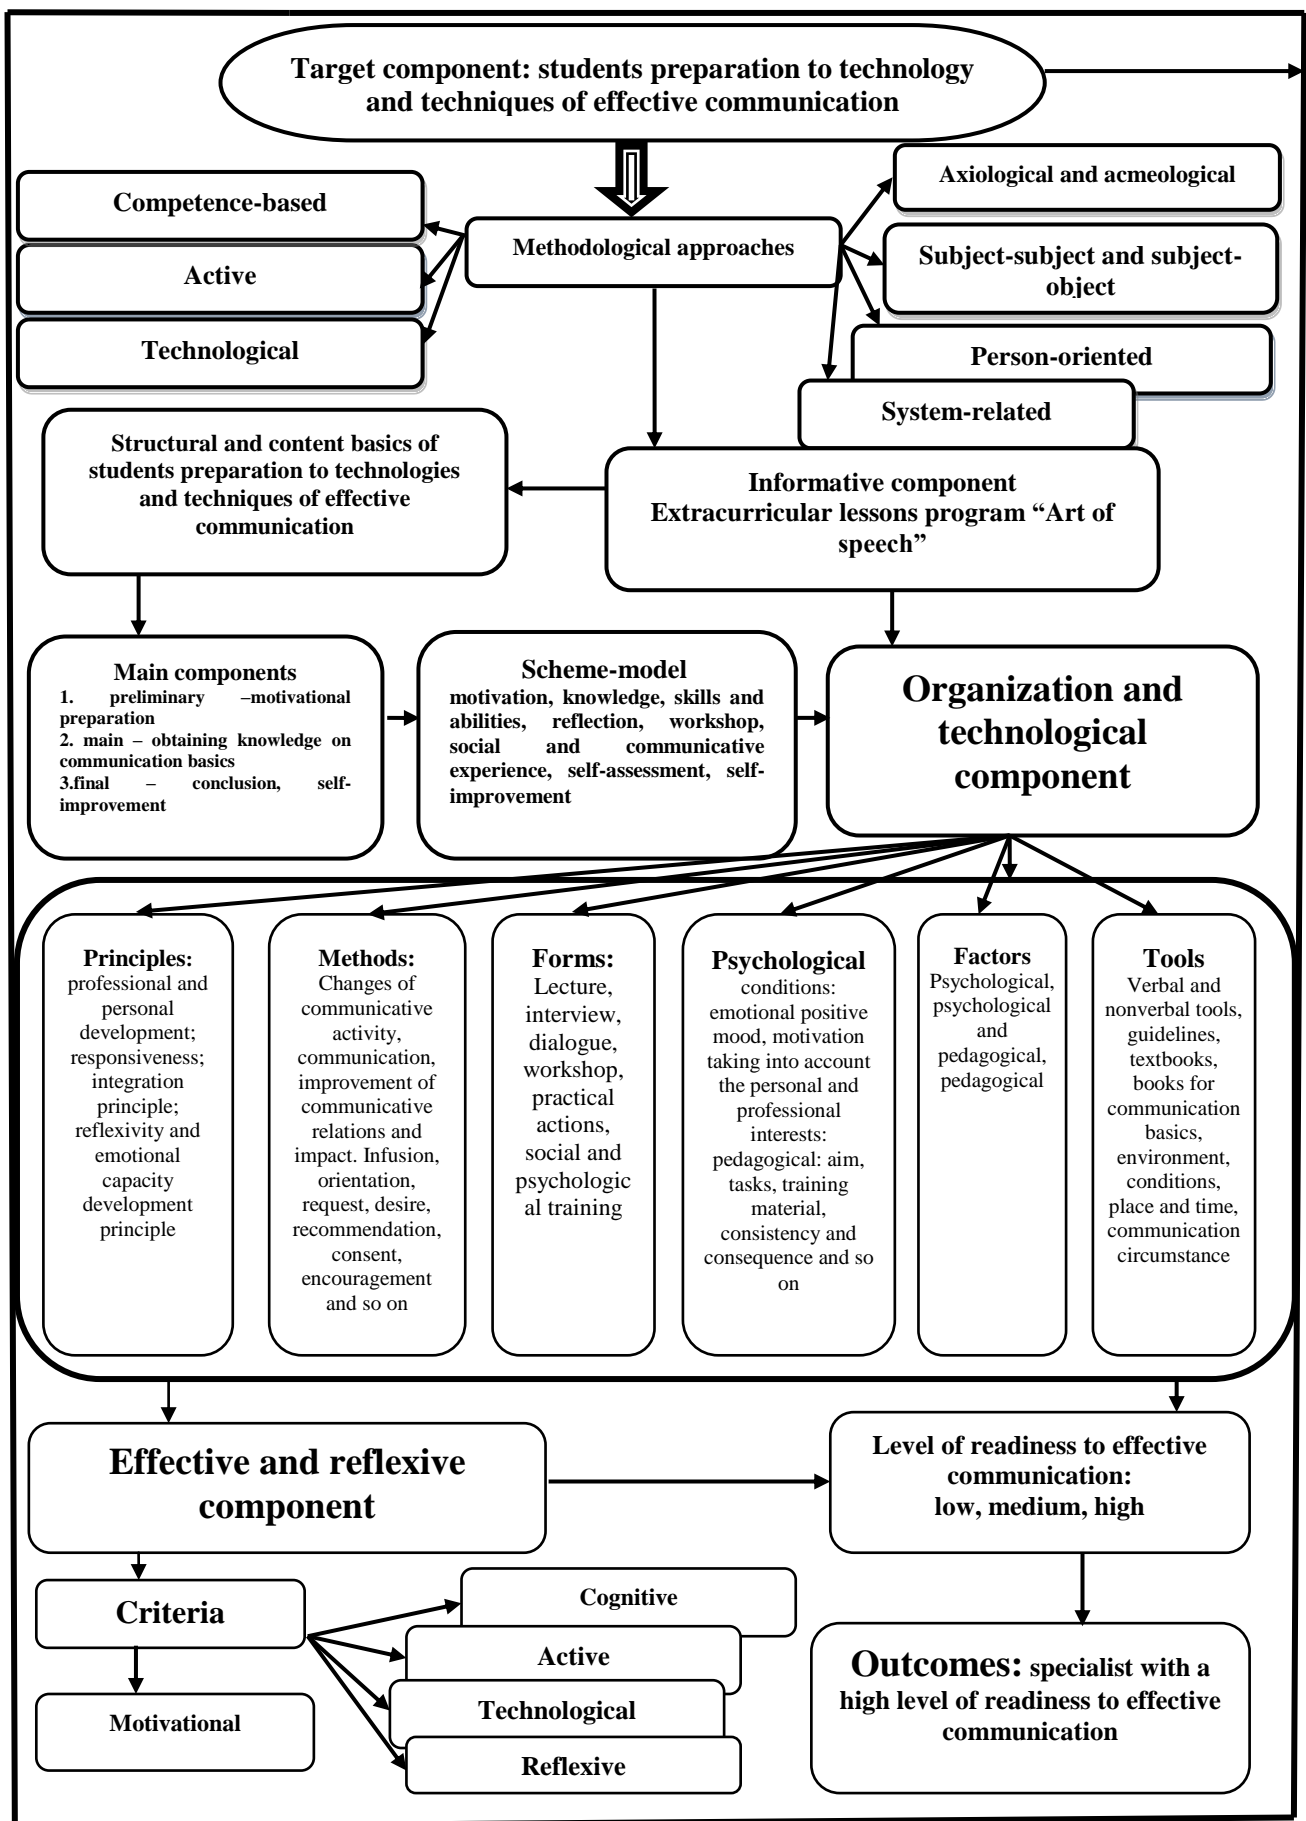 Target component: students preparation to technology
and techniques of effective communication
Competence-based
Active
Technological
Methodological approaches
Axiological and acmeological
Subject-subject and subject-
object
Person-oriented
System-related
Structural and content basics of
students preparation to technologies
and techniques of effective
communication
Informative component
Extracurricular lessons program “Art of
speech”
Main components
1. preliminary –motivational
preparation
2. main – obtaining knowledge on
communication basics
3.final – conclusion, self-
improvement
Scheme-model
motivation, knowledge, skills and
abilities, reflection, workshop,
social and communicative
experience, self-assessment, self-
improvement
Organization and
technological
component
Principles:
professional and
personal
development;
responsiveness;
integration
principle;
reflexivity and
emotional
capacity
development
principle
Methods:
Changes of
communicative
activity,
communication,
improvement of
communicative
relations and
impact. Infusion,
orientation,
request, desire,
recommendation,
consent,
encouragement
and so on
Forms:
Lecture,
interview,
dialogue,
workshop,
practical
actions,
social and
psychologic
al training
Psychological
conditions:
emotional positive
mood, motivation
taking into account
the personal and
professional
interests:
pedagogical: aim,
tasks, training
material,
consistency and
consequence and so
on
Factors
Psychological,
psychological
and
pedagogical,
pedagogical
Tools
Verbal and
nonverbal tools,
guidelines,
textbooks,
books for
communication
basics,
environment,
conditions,
place and time,
communication
circumstance
Effective and reflexive
component
Level of readiness to effective
communication:
low, medium, high
Criteria
Motivational
Cognitive
Active
Technological
Reflexive
Outcomes: specialist with a
high level of readiness to effective
communication